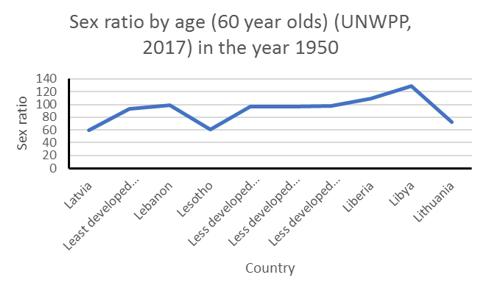 Sex ratio by age (60 year olds) (UNWPP,
2017) in the year 1950
140
120
100
80
60
40
20
0
Sex ratio
Latvia
Least developed...
Lebanon
Lesotho
Less developed...
Less developed...
Less developed...
Liberia
Libya
Lithuania
Country